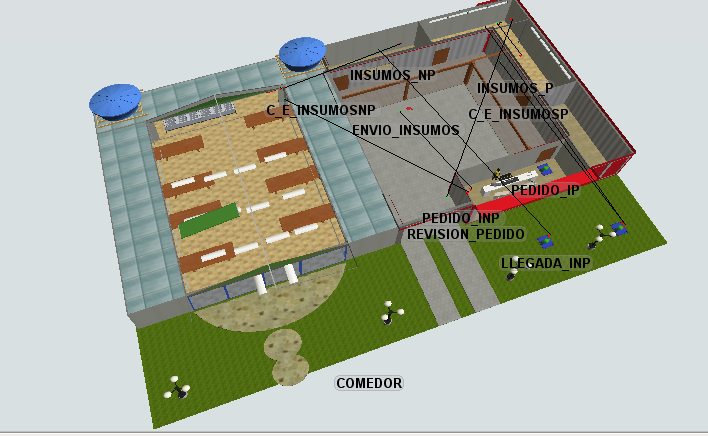 INSUMOS_NP
INSUMOS_P
C_E_INSUMOSNP
C_E_INSUMOSP
ENVIO_INSUMOS
PEDIDO_IP
PEDIDO_INP
REVISION_PEDIDO
LLEGADA_INP
COMEDOR